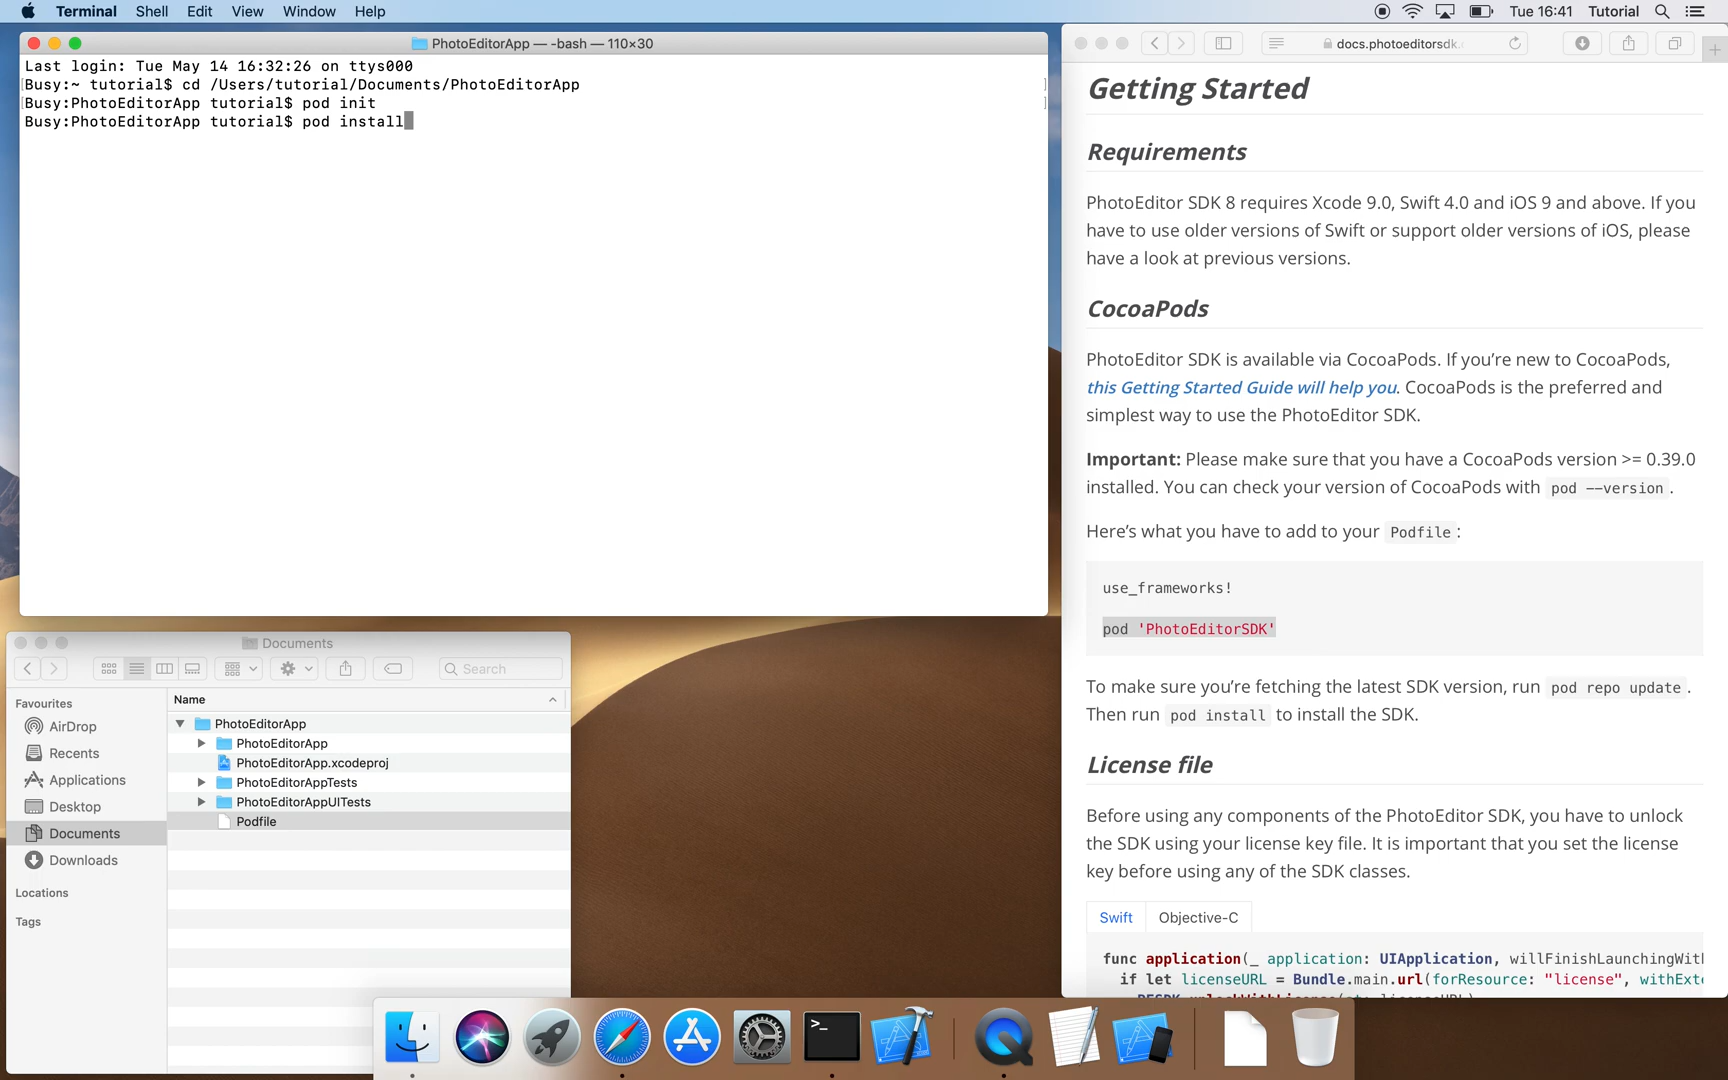 Terminal Shell Edit View Window Help
Tue 16:41 Tutorial
PhotoEditorApp — -bash — 110×30
Last login: Tue May 14 16:32:26 on ttys000
[Busy:~ tutorial$ cd /Users/tutorial/Documents/PhotoEditorApp ]
[Busy:PhotoEditorApp tutorial$ pod init ]
Busy:PhotoEditorApp tutorial$ pod install
docs.photoeditorsdk.
Getting Started
Requirements
PhotoEditor SDK 8 requires Xcode 9.0, Swift 4.0 and iOS 9 and above. If you
have to use older versions of Swift or support older versions of iOS, please
have a look at previous versions.
CocoaPods
PhotoEditor SDK is available via CocoaPods. If you’re new to CocoaPods,
this Getting Started Guide will help you. CocoaPods is the preferred and
simplest way to use the PhotoEditor SDK.
Important: Please make sure that you have a CocoaPods version >= 0.39.0
installed. You can check your version of CocoaPods with pod --version.
Here’s what you have to add to your Podfile:
use_frameworks!
pod 'PhotoEditorSDK'
To make sure you’re fetching the latest SDK version, run pod repo update.
Then run pod install to install the SDK.
License file
Before using any components of the PhotoEditor SDK, you have to unlock
the SDK using your license key file. It is important that you set the license
key before using any of the SDK classes.
Swift Objective-C
func application(_ application: UIApplication, willFinishLaunchingWit
if let licenseURL = Bundle.main.url(forResource: "license", withExt
Documents
Search
Favourites
AirDrop
Recents
Applications
Desktop
Documents
Downloads
Locations
Tags
Name
PhotoEditorApp
PhotoEditorApp
PhotoEditorApp.xcodeproj
PhotoEditorAppTests
PhotoEditorAppUITests
Podfile
>_